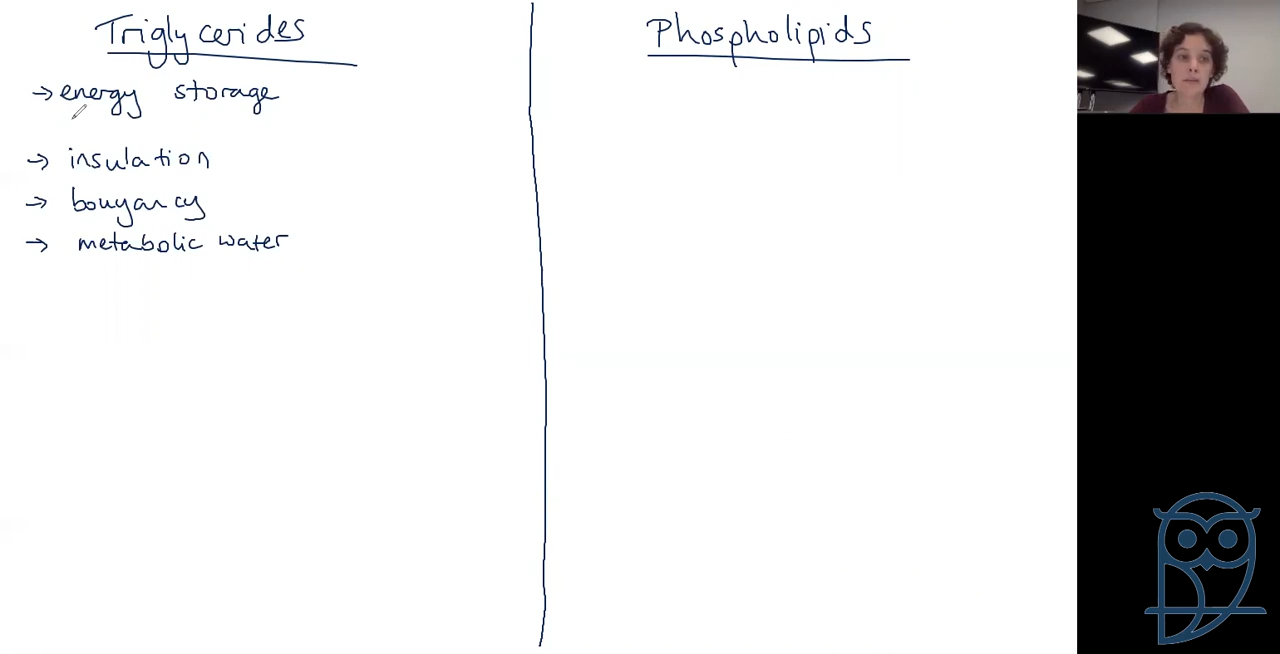 Triglycerides
→ energy storage
→ insulation
→ bouyancy
→ metabolic water
Phospholipids